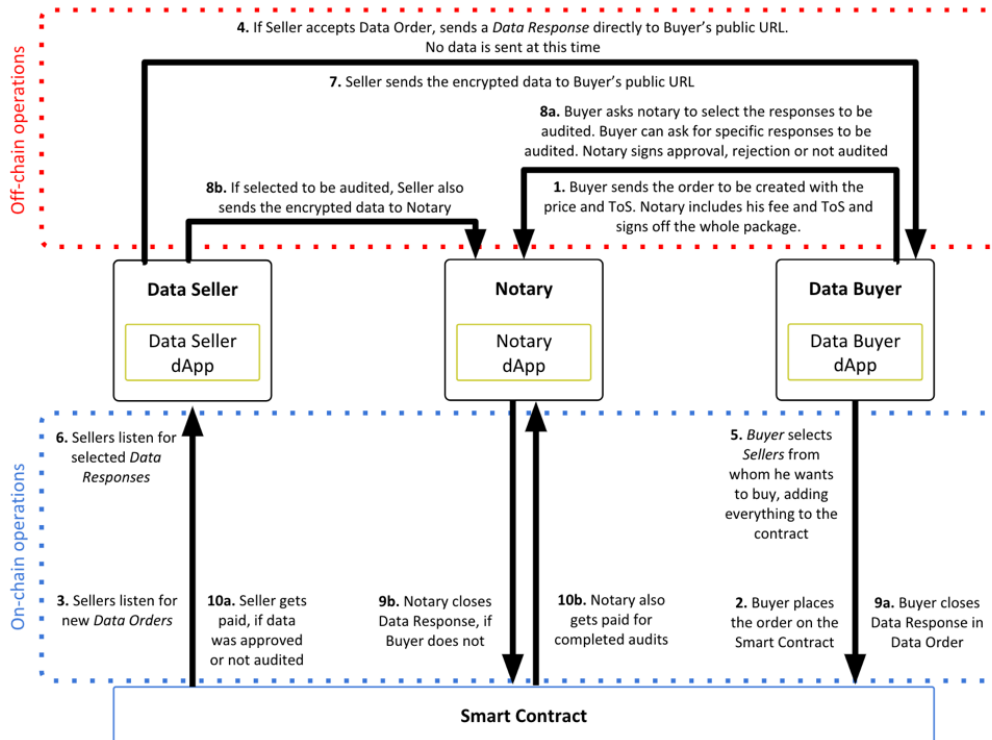 4. If Seller accepts Data Order, sends a Data Response directly to Buyer's public URL.
No data is sent at this time
7. Seller sends the encrypted data to Buyer's public URL
8a. Buyer asks notary to select the responses to be
audited. Buyer can ask for specific responses to be
audited. Notary signs approval, rejection or not audited
8b. If selected to be audited, Seller also
sends the encrypted data to Notary
1. Buyer sends the order to be created with the
price and ToS. Notary includes his fee and ToS and
signs off the whole package.
Off-chain operations
Data Seller
Data Seller
dApp
Notary
Notary
dApp
Data Buyer
Data Buyer
dApp
On-chain operations
6. Sellers listen for
selected Data
Responses
5. Buyer selects
Sellers from
whom he wants
to buy, adding
everything to the
contract
3. Sellers listen for
new Data Orders
10a. Seller gets
paid, if data
was approved
or not audited
9b. Notary closes
Data Response, if
Buyer does not
10b. Notary also
gets paid for
completed audits
2. Buyer places
the order on the
Smart Contract
9a. Buyer closes
Data Response in
Data Order
Smart Contract